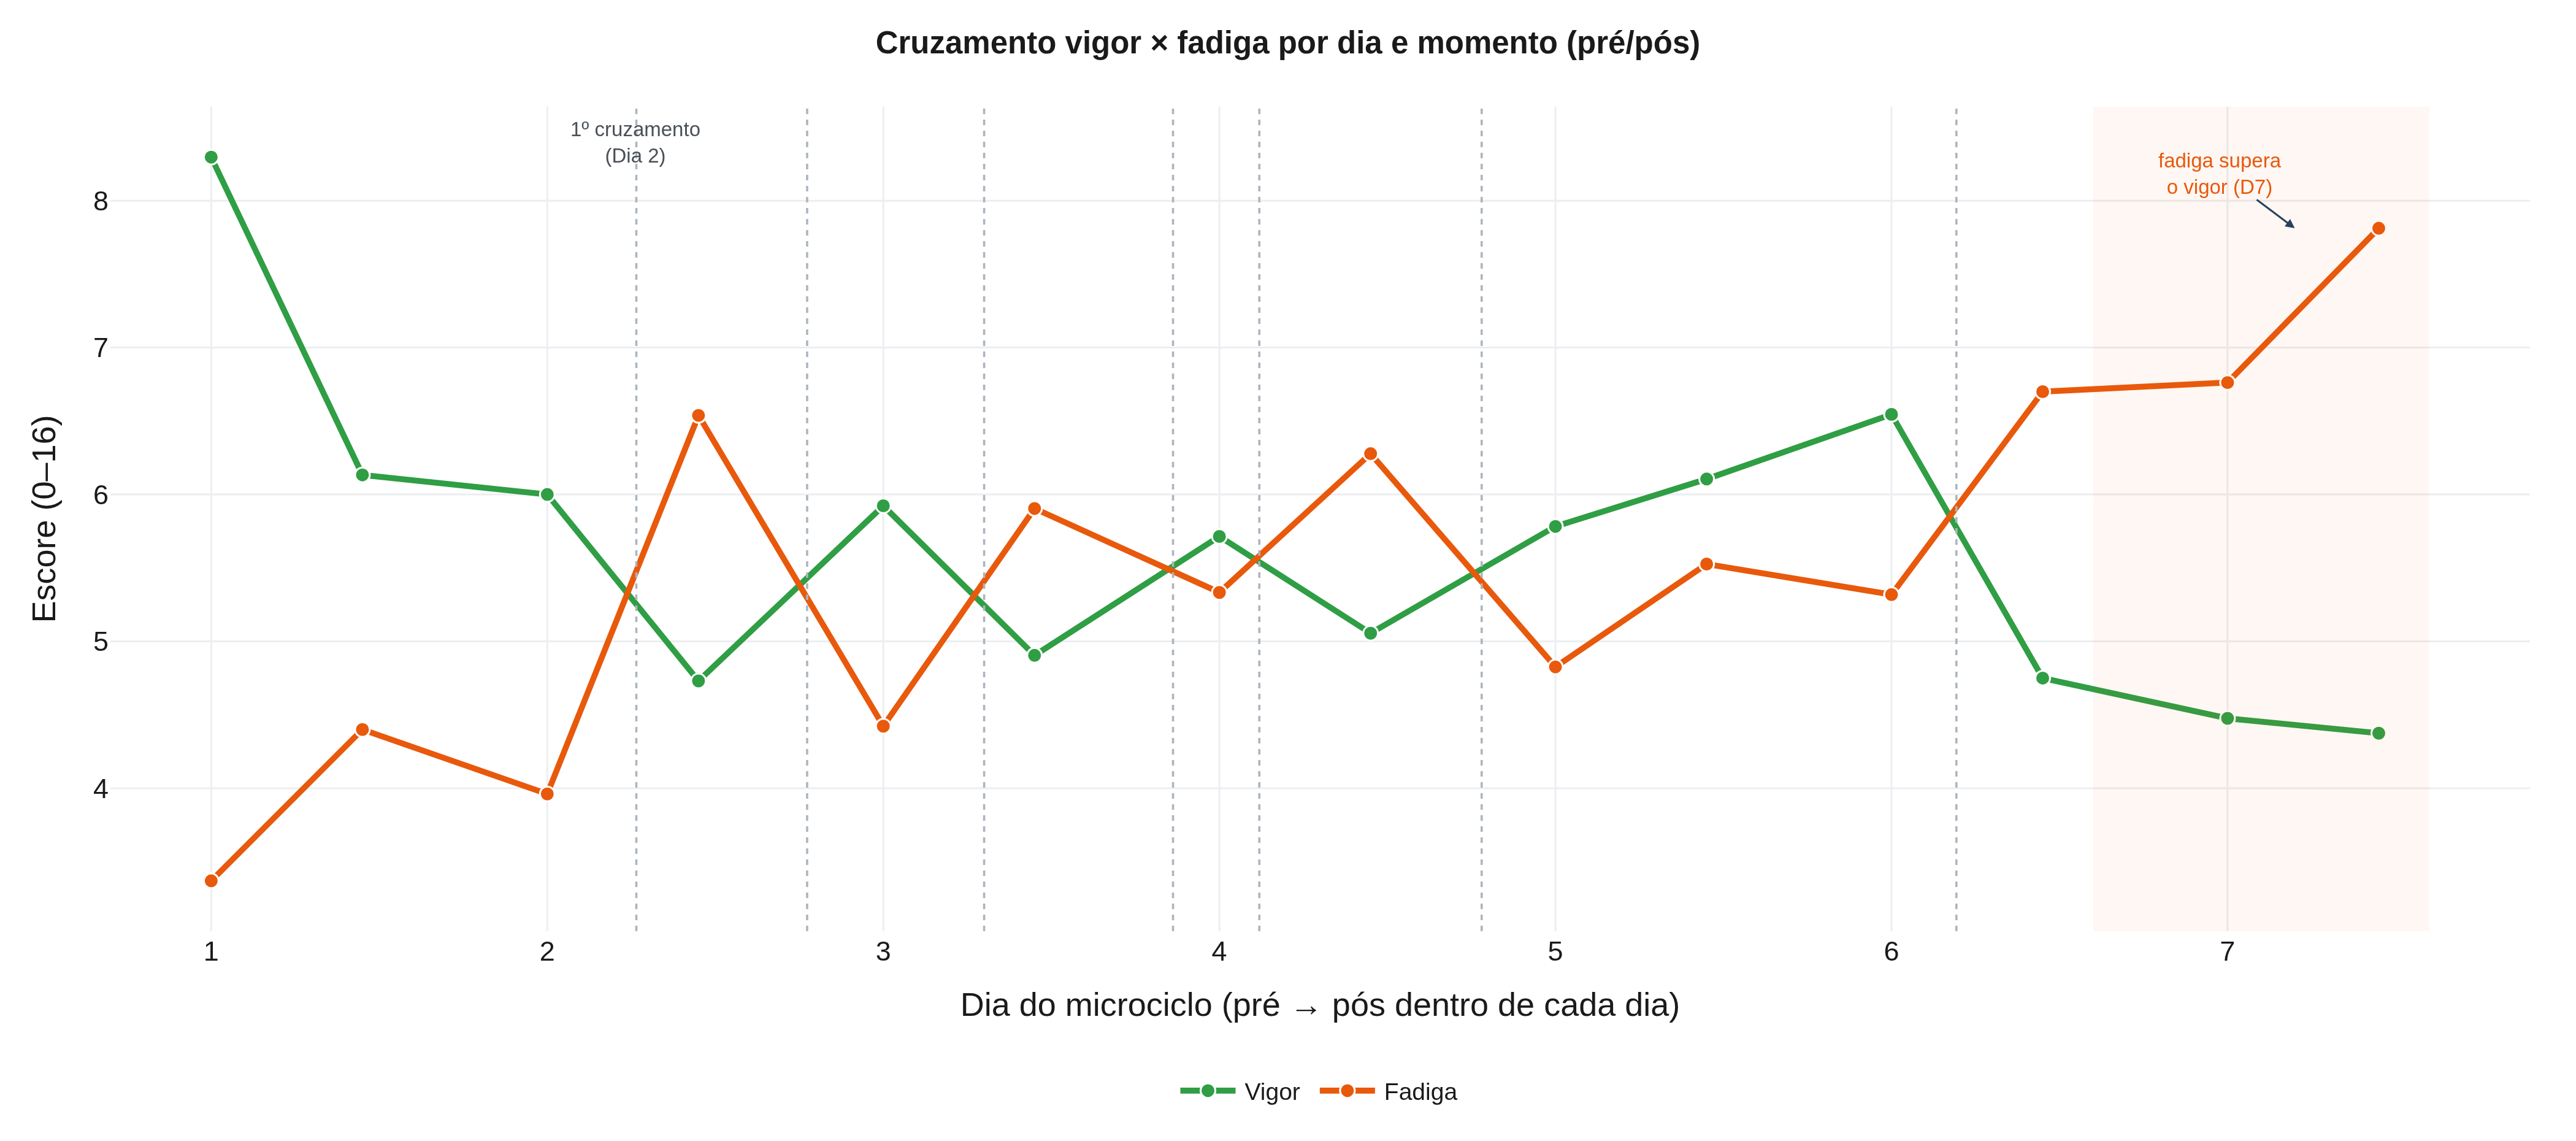 Cruzamento vigor × fadiga por dia e momento (pré/pós)
1º cruzamento
(Dia 2)
fadiga supera
o vigor (D7)
Escore (0–16)
8
7
6
5
4
1 2 3 4 5 6 7
Dia do microciclo (pré → pós dentro de cada dia)
Vigor Fadiga